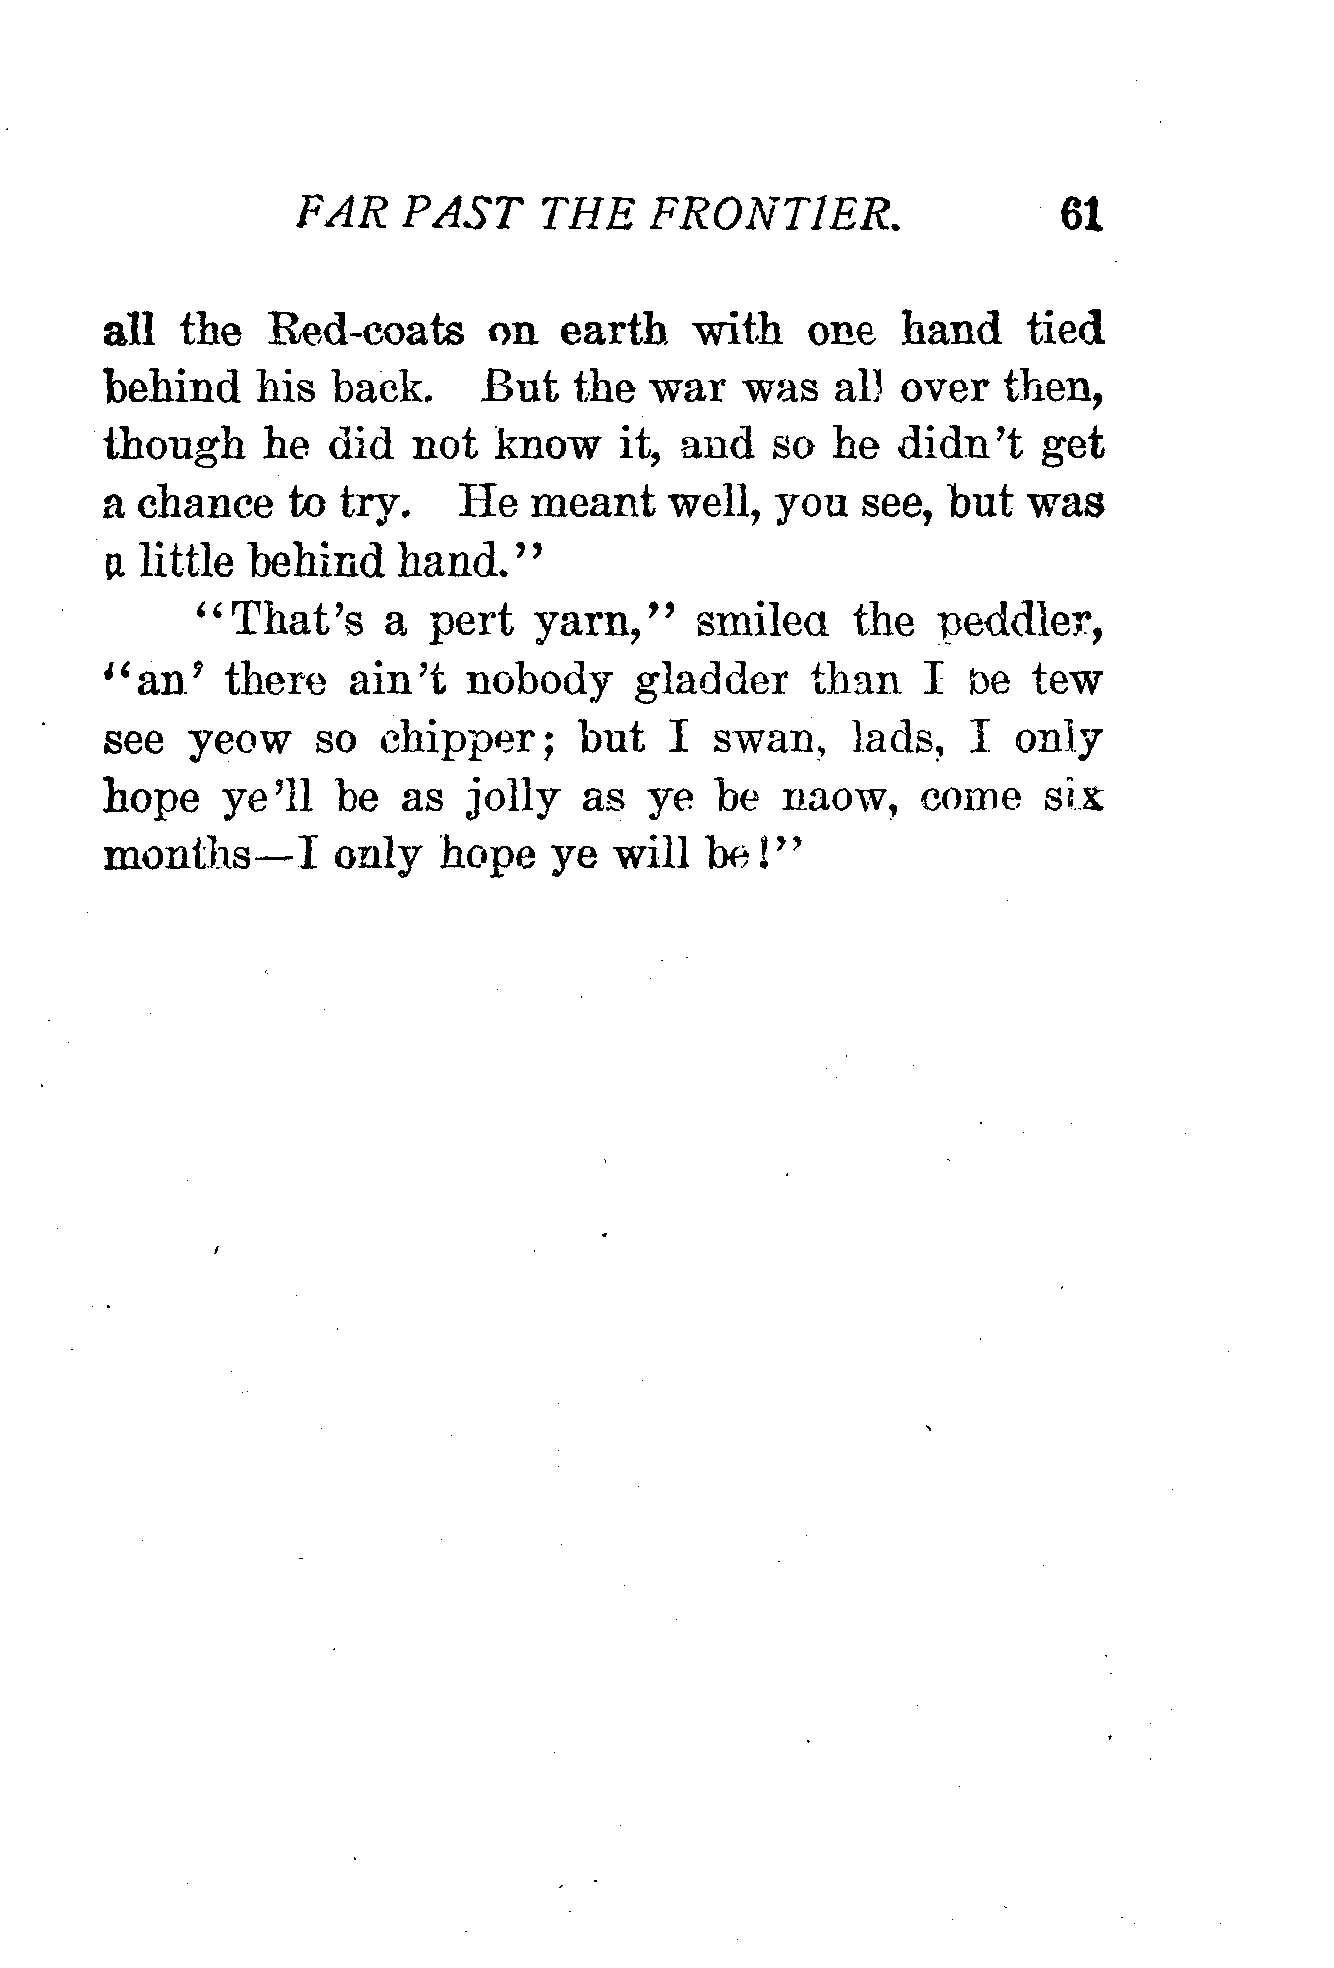 FAR PAST THE FRONTIER. 61
all the Red-coats on earth with one hand tied
behind his back. But the war was all over then,
though he did not know it, and so he didn't get
a chance to try. He meant well, you see, but was
a little behind hand."
"That's a pert yarn," smiled the peddler,
"an' there ain't nobody gladder than I be tew
see yeow so chipper; but I swan, lads, I only
hope ye'll be as jolly as ye be naow, come six
months—I only hope ye will be!"